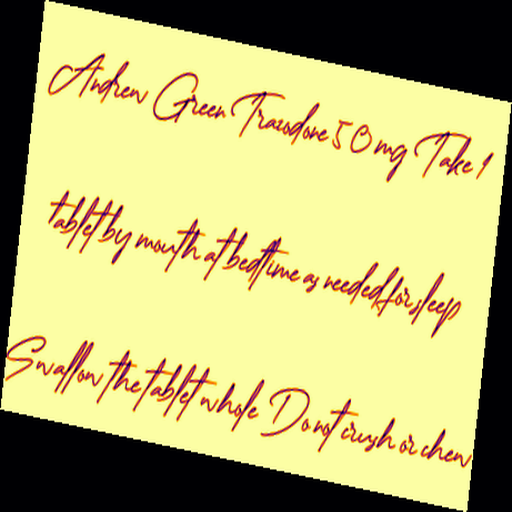 Andrew Green Trazodone 50 mg Take 1
tablet by mouth at bedtime as needed for sleep
Swallow the tablet whole Do not crush or chew